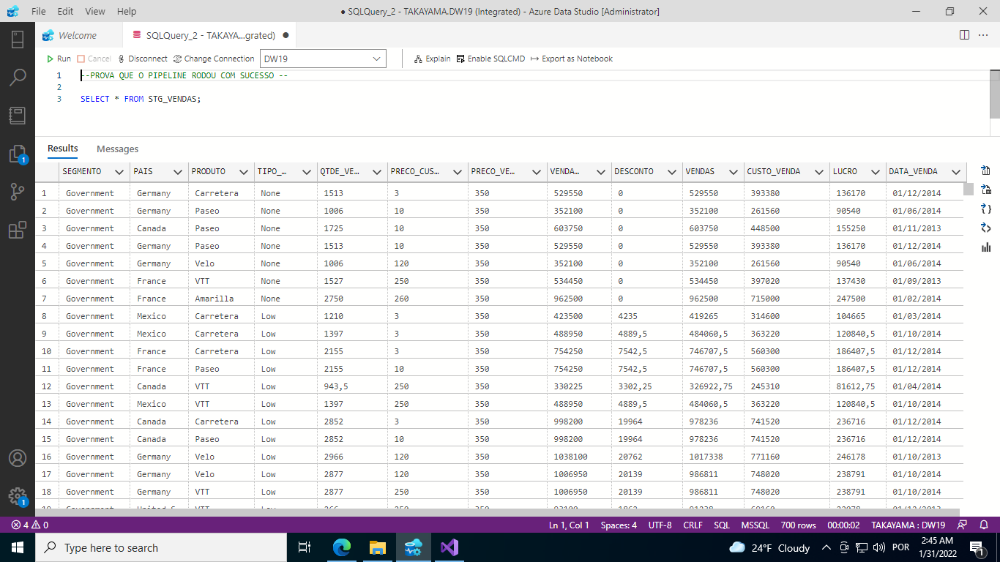 File Edit View Help ● SQLQuery_2 - TAKAYAMA.DW19 (Integrated) - Azure Data Studio [Administrator]
Welcome SQLQuery_2 - TAKAYA...grated) ●
Run Cancel Disconnect Change Connection DW19 Explain Enable SQLCMD Export as Notebook
1 --PROVA QUE O PIPELINE RODOU COM SUCESSO --
2
3 SELECT * FROM STG_VENDAS;
Results Messages
SEGMENTO PAIS PRODUTO TIPO_… QTDE_VE… PRECO_CUS… PRECO_VE… VENDA… DESCONTO VENDAS CUSTO_VENDA LUCRO DATA_VENDA
1 Government Germany Carretera None 1513 3 350 529550 0 529550 393380 136170 01/12/2014
2 Government Germany Paseo None 1006 10 350 352100 0 352100 261560 90540 01/06/2014
3 Government Canada Paseo None 1725 10 350 603750 0 603750 448500 155250 01/11/2013
4 Government Germany Paseo None 1513 10 350 529550 0 529550 393380 136170 01/12/2014
5 Government Germany Velo None 1006 120 350 352100 0 352100 261560 90540 01/06/2014
6 Government France VTT None 1527 250 350 534450 0 534450 397020 137430 01/09/2013
7 Government France Amarilla None 2750 260 350 962500 0 962500 715000 247500 01/02/2014
8 Government Mexico Carretera Low 1210 3 350 423500 4235 419265 314600 104665 01/03/2014
9 Government Mexico Carretera Low 1397 3 350 488950 4889,5 484060,5 363220 120840,5 01/10/2014
10 Government France Carretera Low 2155 3 350 754250 7542,5 746707,5 560300 186407,5 01/12/2014
11 Government France Paseo Low 2155 10 350 754250 7542,5 746707,5 560300 186407,5 01/12/2014
12 Government Canada VTT Low 943,5 250 350 330225 3302,25 326922,75 245310 81612,75 01/04/2014
13 Government Mexico VTT Low 1397 250 350 488950 4889,5 484060,5 363220 120840,5 01/10/2014
14 Government Canada Carretera Low 2852 3 350 998200 19964 978236 741520 236716 01/12/2014
15 Government Canada Paseo Low 2852 10 350 998200 19964 978236 741520 236716 01/12/2014
16 Government Germany Velo Low 2966 120 350 1038100 20762 1017338 771160 246178 01/10/2013
17 Government Germany Velo Low 2877 120 350 1006950 20139 986811 748020 238791 01/10/2014
18 Government Germany VTT Low 2877 250 350 1006950 20139 986811 748020 238791 01/10/2014
4 0 Ln 1, Col 1 Spaces: 4 UTF-8 CRLF SQL MSSQL 700 rows 00:00:02 TAKAYAMA : DW19
Type here to search 24°F Cloudy POR 2:45 AM
1/31/2022 1